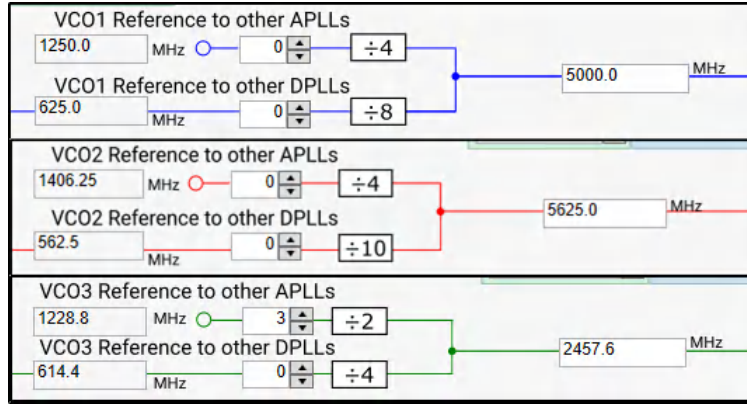 VCO1 Reference to other APLLs
1250.0 MHz 0 ÷4
5000.0 MHz
VCO1 Reference to other DPLLs
625.0 MHz 0 ÷8
VCO2 Reference to other APLLs
1406.25 MHz 0 ÷4
5625.0 MHz
VCO2 Reference to other DPLLs
562.5 MHz 0 ÷10
VCO3 Reference to other APLLs
1228.8 MHz 3 ÷2
2457.6 MHz
VCO3 Reference to other DPLLs
614.4 MHz 0 ÷4